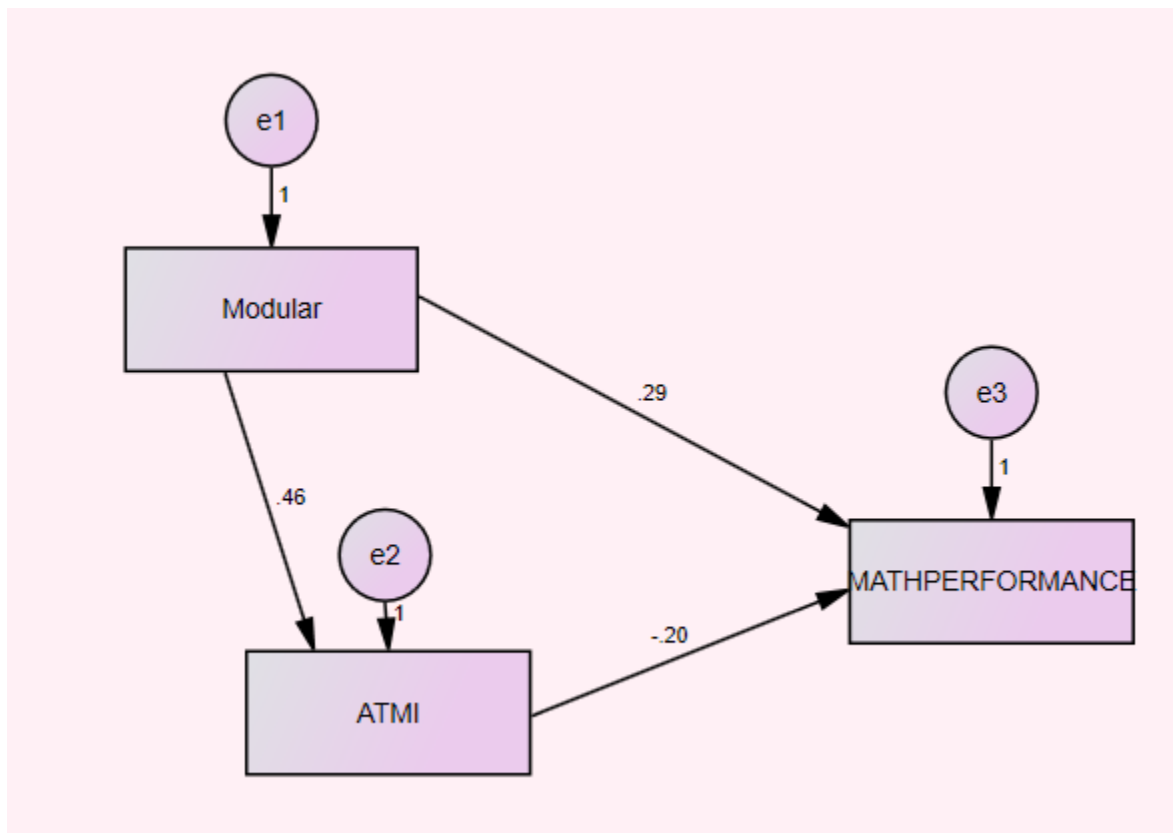 e1
1
Modular
.29
e3
1
.46
e2
1
MATHPERFORMANCE
-.20
ATMI